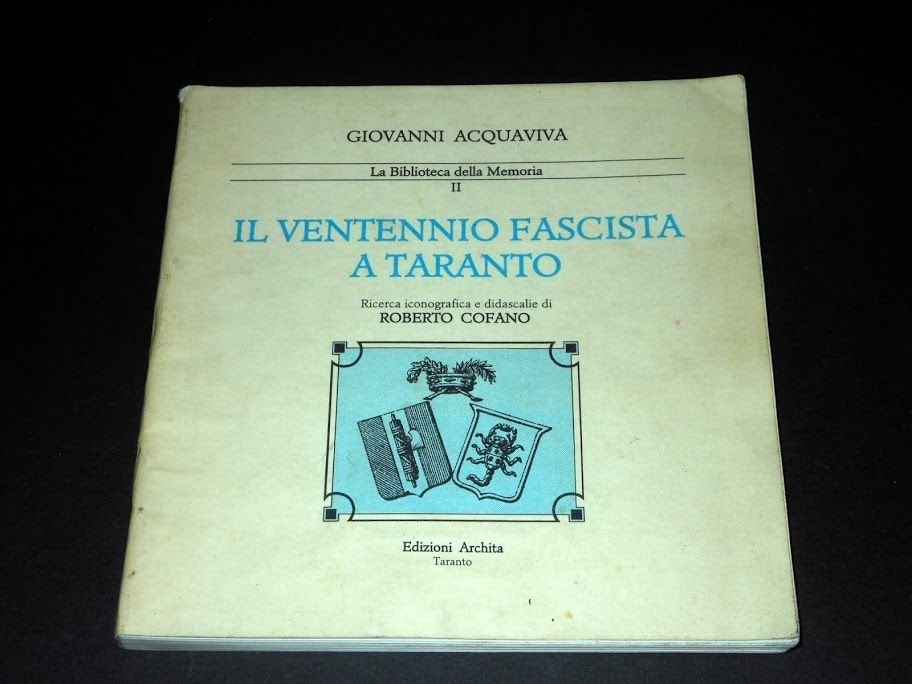 GIOVANNI ACQUAVIVA
La Biblioteca della Memoria
II
IL VENTENNIO FASCISTA
A TARANTO
Ricerca iconografica e didascalie di
ROBERTO COFANO
Edizioni Archita
Taranto